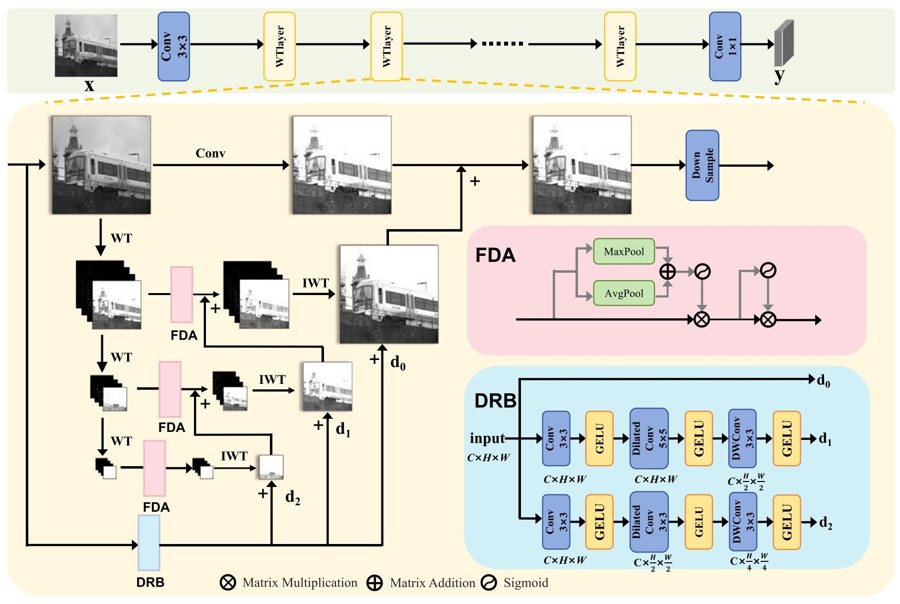 x
Conv
3×3
WTlayer
WTlayer
WTlayer
Conv
1×1
y
Conv
+
+
Down
Sample
WT
FDA
+
IWT
+
d0
WT
FDA
+
IWT
+
d1
WT
FDA
IWT
+
d2
DRB
FDA
MaxPool
AvgPool
DRB
d0
input
C×H×W
Conv
3×3
GELU
Dilated
Conv
5×5
GELU
DWConv
3×3
GELU
d1
C×H×W
C×H×W
C×H/2×W/2
Conv
3×3
GELU
Dilated
Conv
3×3
GELU
DWConv
3×3
GELU
d2
C×H×W
C×H/2×W/2
C×H/4×W/4
Matrix Multiplication
Matrix Addition
Sigmoid